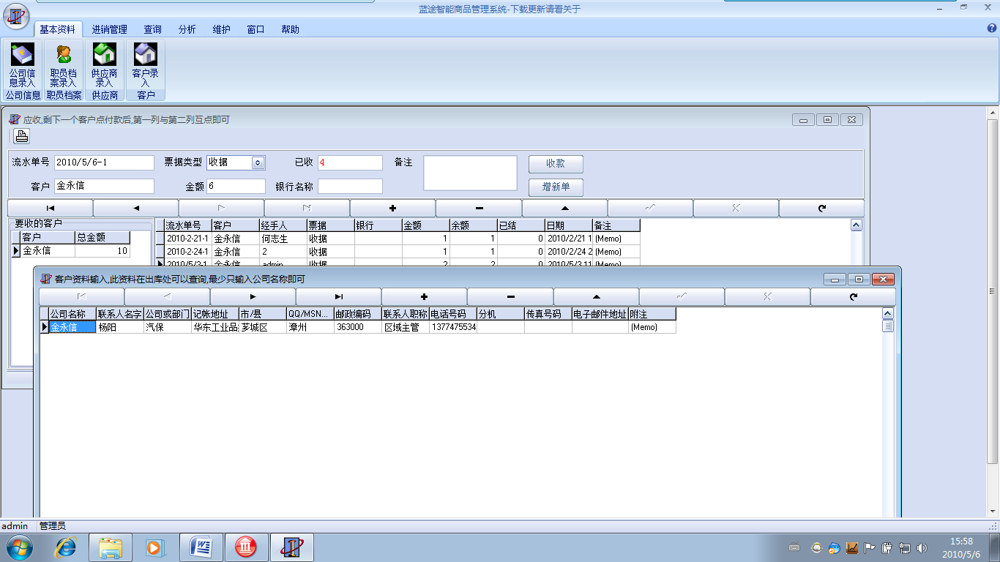 蓝途智能商品管理系统-下载更新请看关于
基本资料 进销管理 查询 分析 维护 窗口 帮助
公司信息录入 职员档案录入 供应商录入 客户录入
公司信息 职员档案 供应商 客户
应收,剩下一个客户点付款后,第一列与第二列互点即可
流水单号 2010/5/6-1 票据类型 收据 已收 4 备注 收款
客户 金永信 金额 6 银行名称 增新单
要收的客户
流水单号 客户 经手人 票据 银行 金额 余额 已结 日期 备注
客户 总金额
2010-2-21-1 金永信 何志生 收据 1 1 0 2010/2/21 1 (Memo)
金永信 10
2010-2-24-1 金永信 2 收据 1 1 0 2010/2/24 2 (Memo)
2010/5/3-1 金永信 admin 收据 2 2 0 2010/5/3 11 (Memo)
客户资料输入,此资料在出库处可以查询,最少只输入公司名称即可
公司名称 联系人名字 公司或部门 记帐地址 市/县 QQ/MSN... 邮政编码 联系人职称 电话号码 分机 传真号码 电子邮件地址 附注
金永信 杨阳 汽保 华东工业品 芗城区 漳州 363000 区域主管 1377475534 (Memo)
admin 管理员
15:58
2010/5/6